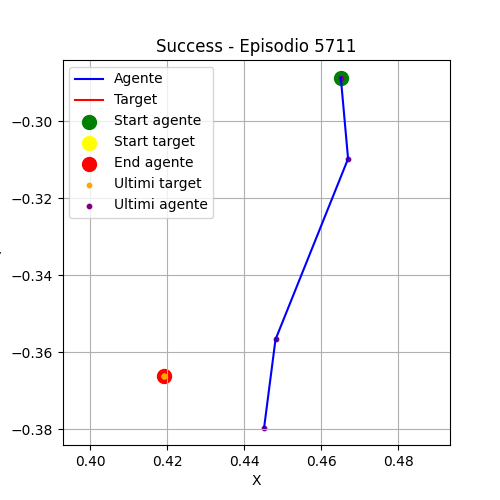 Success - Episodio 5711
Agente
Target
Start agente
Start target
End agente
Ultimi target
Ultimi agente
−0.30
−0.32
−0.34
−0.36
−0.38
0.40 0.42 0.44 0.46 0.48
X